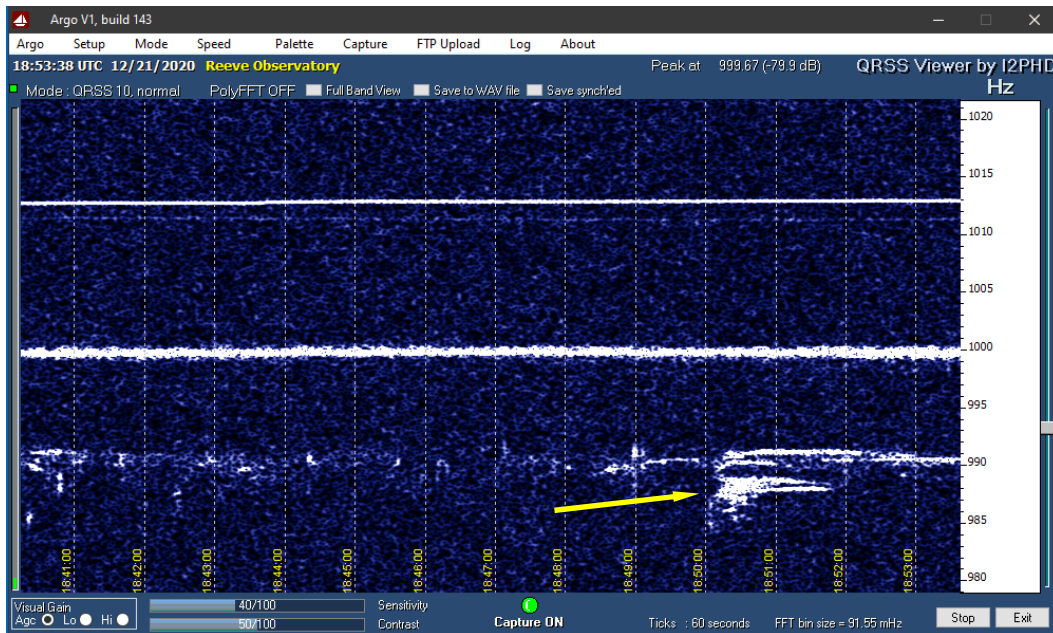 Argo V1, build 143
Argo Setup Mode Speed Palette Capture FTP Upload Log About
18:53:38 UTC 12/21/2020 Reeve Observatory Peak at 999.67 (-79.9 dB) QRSS Viewer by I2PHD
Mode : QRSS 10, normal PolyFFT OFF Full Band View Save to WAV file Save synch'ed Hz
1020
1015
1010
1005
1000
995
990
985
980
18:41:00 18:42:00 18:43:00 18:44:00 18:45:00 18:46:00 18:47:00 18:48:00 18:49:00 18:50:00 18:51:00 18:52:00 18:53:00
Visual Gain 40/100 Sensitivity
Agc Lo Hi 50/100 Contrast Capture ON Ticks : 60 seconds FFT bin size = 91.55 mHz Stop Exit